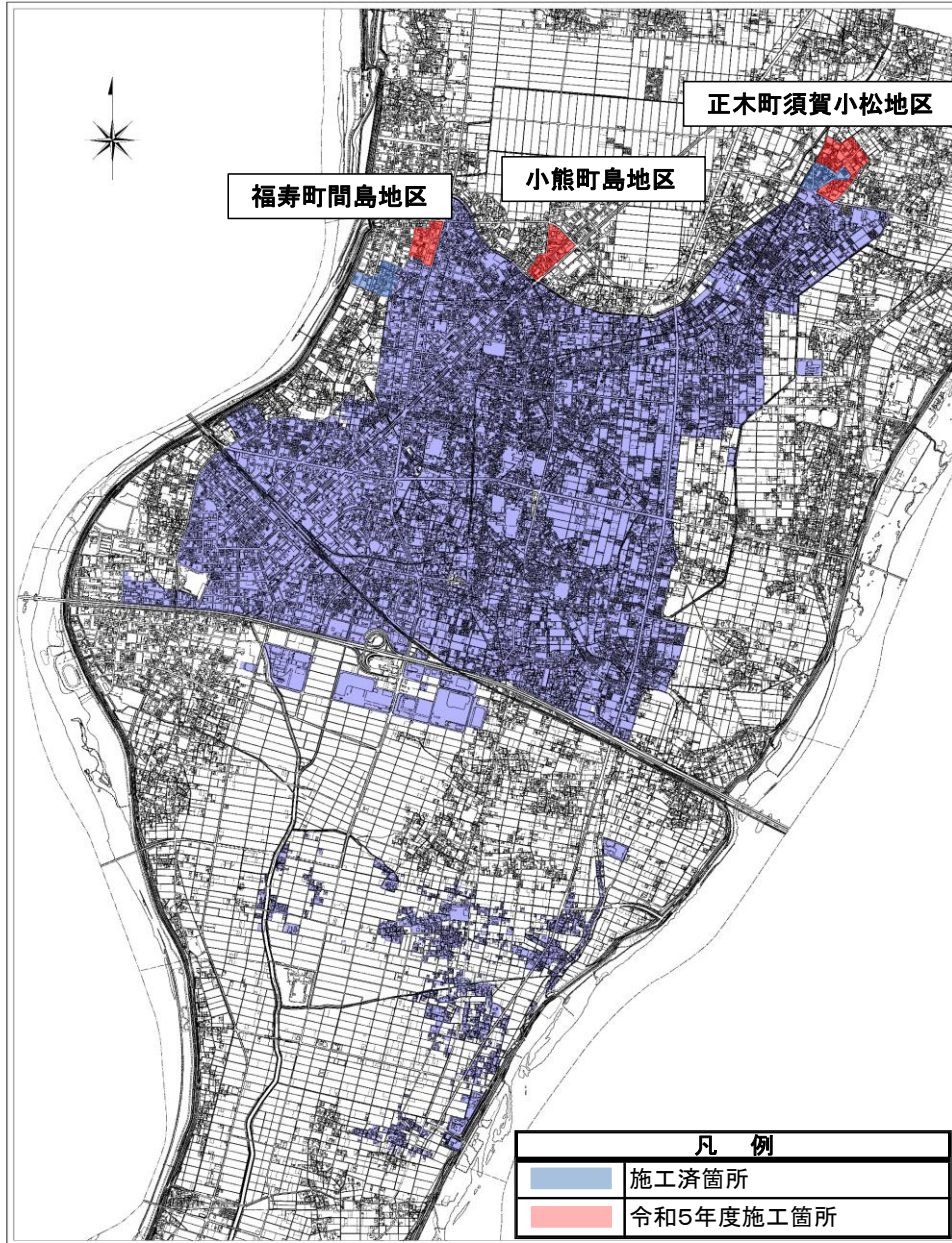 正木町須賀小松地区
小熊町島地区
福寿町間島地区
凡 例
施工済箇所
令和5年度施工箇所